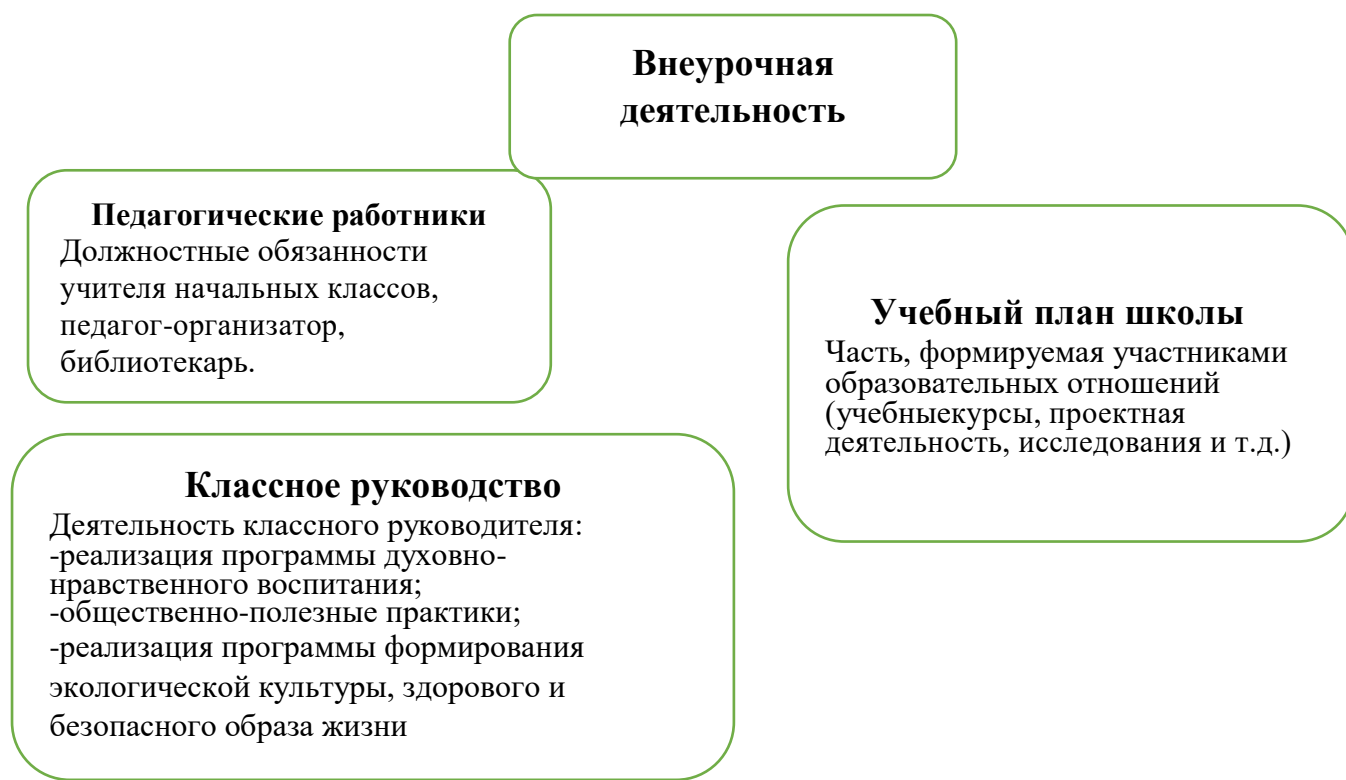 Внеурочная
деятельность
Педагогические работники
Должностные обязанности
учителя начальных классов,
педагог-организатор,
библиотекарь.
Учебный план школы
Часть, формируемая участниками
образовательных отношений
(учебныекурсы, проектная
деятельность, исследования и т.д.)
Классное руководство
Деятельность классного руководителя:
-реализация программы духовно-
нравственного воспитания;
-общественно-полезные практики;
-реализация программы формирования
экологической культуры, здорового и
безопасного образа жизни